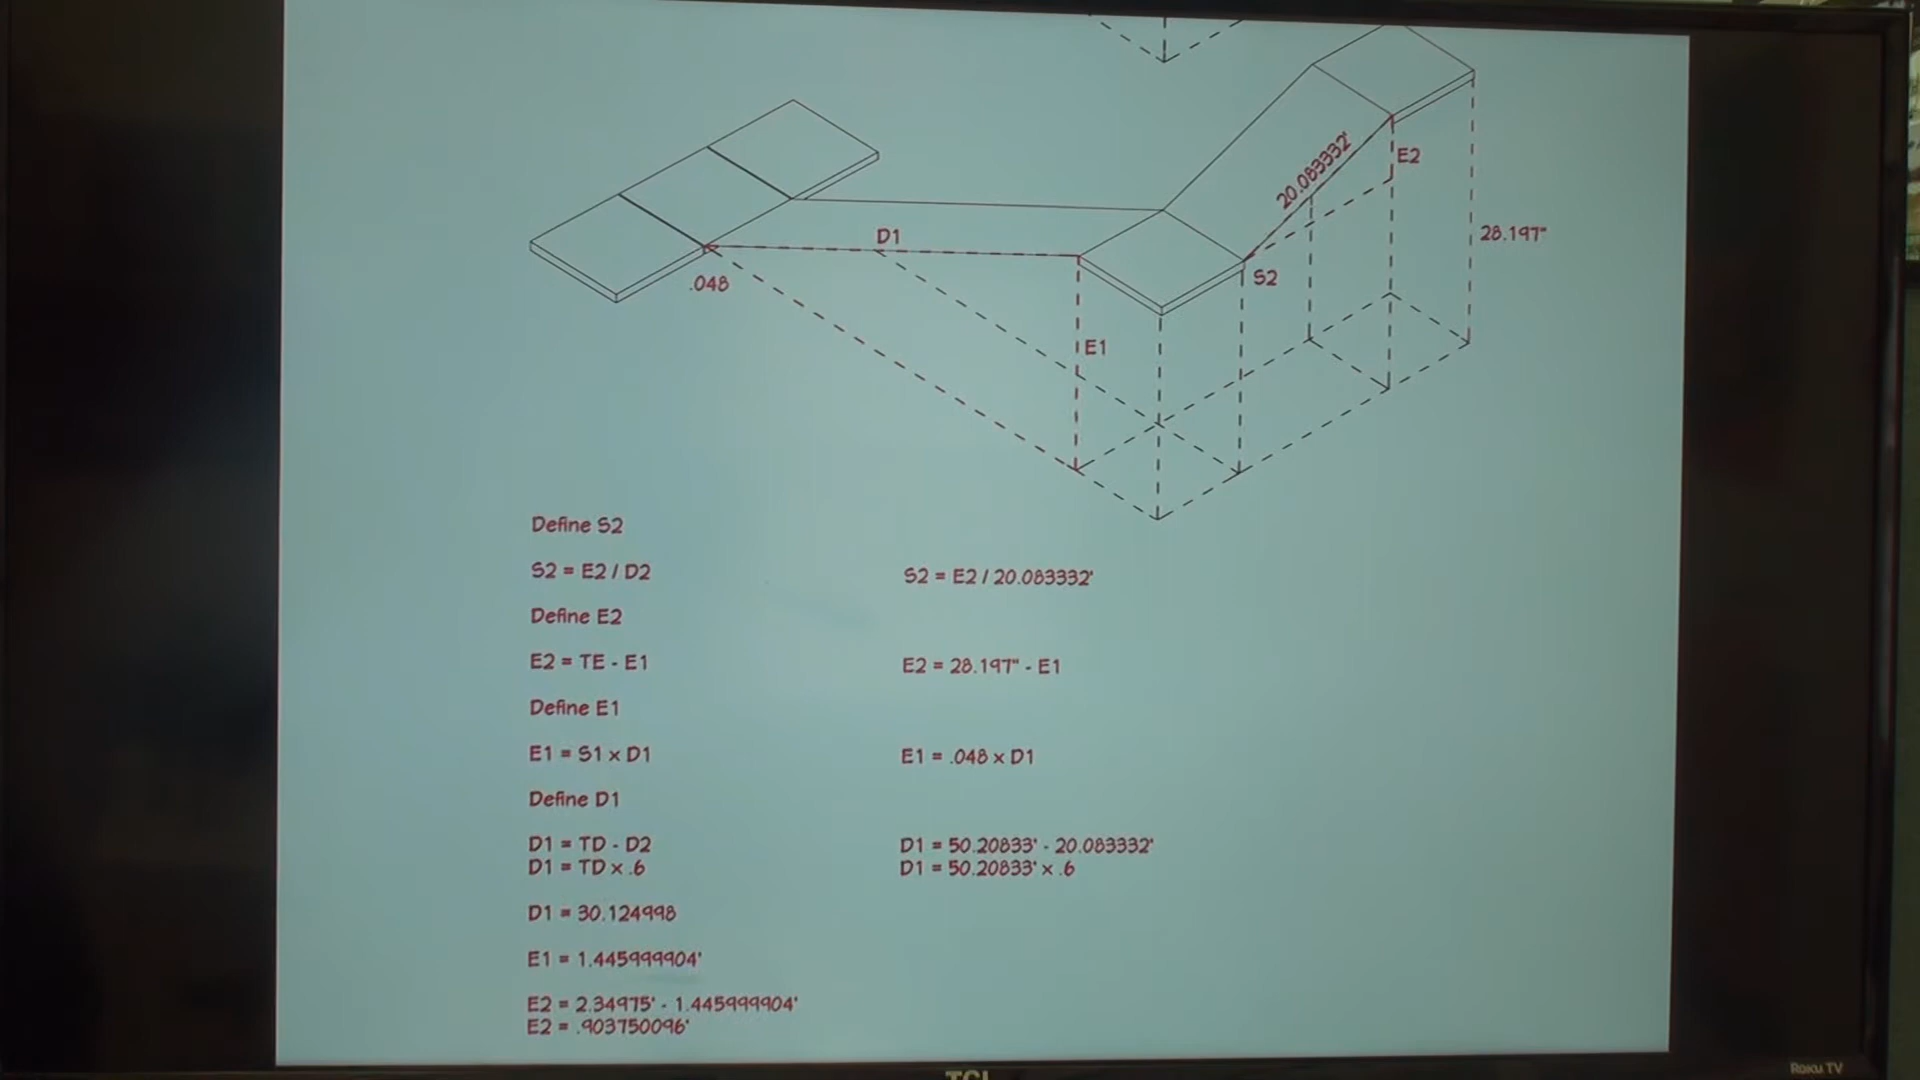 20.083332'
E2
D1
28.197"
.048
S2
E1
Define S2
S2 = E2 / D2
S2 = E2 / 20.083332'
Define E2
E2 = TE - E1
E2 = 28.197" - E1
Define E1
E1 = S1 x D1
E1 = .048 x D1
Define D1
D1 = TD - D2
D1 = 50.20833' - 20.083332'
D1 = TD x .6
D1 = 50.20833' x .6
D1 = 30.124998
E1 = 1.445999904'
E2 = 2.34975' - 1.445999904'
E2 = .903750096'
TCL
Roku TV